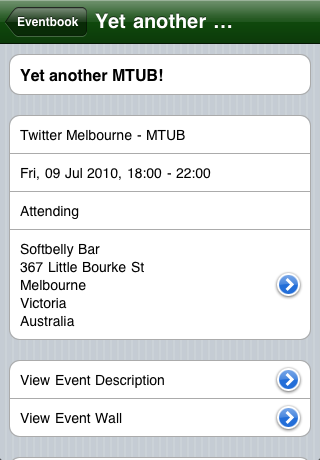 Eventbook
Yet another ...
Yet another MTUB!
Twitter Melbourne - MTUB
Fri, 09 Jul 2010, 18:00 - 22:00
Attending
Softbelly Bar
367 Little Bourke St
Melbourne
Victoria
Australia
View Event Description
View Event Wall